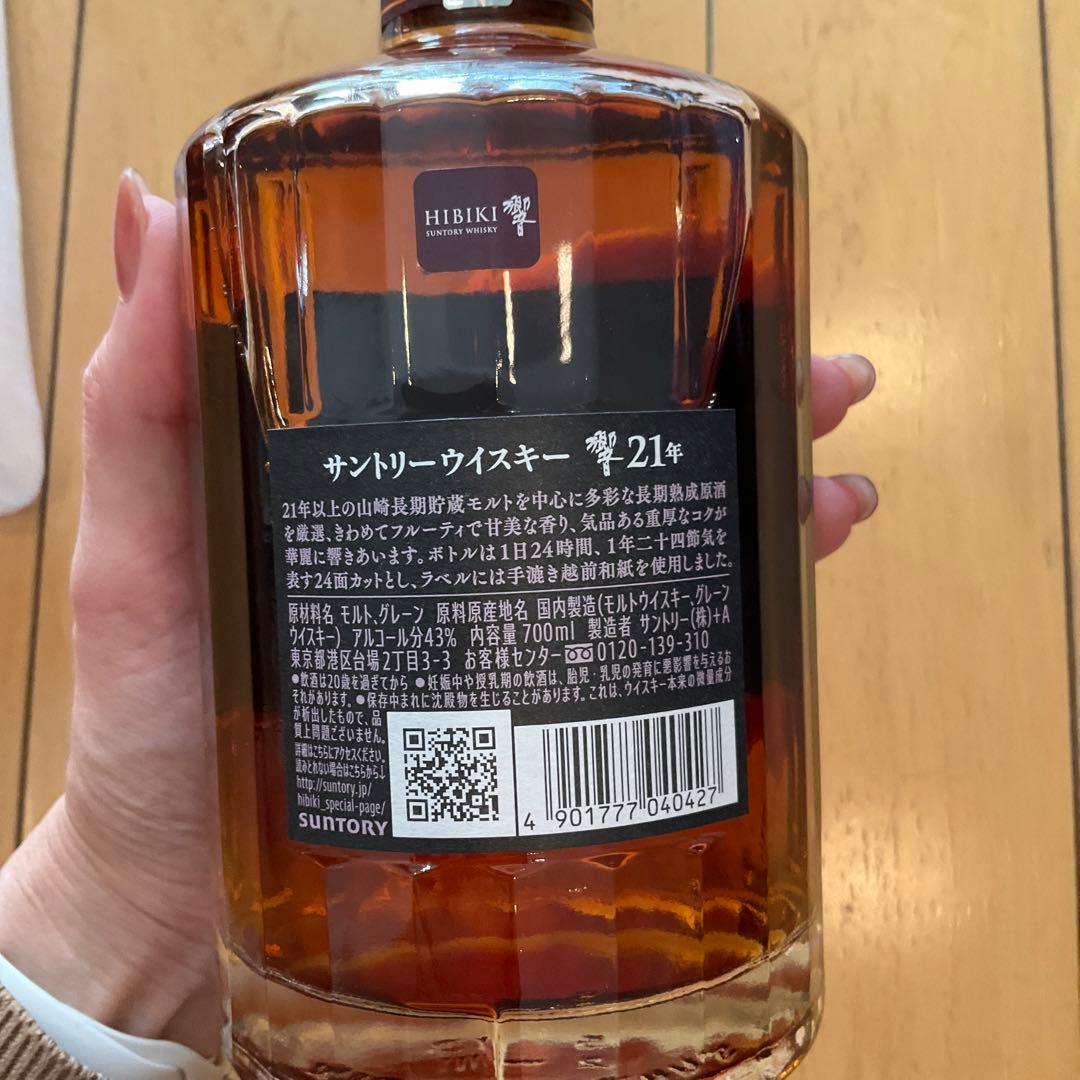 HIBIKI 響
SUNTORY WHISKY
サントリーウイスキー 響 21年
21年以上の山崎長期貯蔵モルトを中心に多彩な長期熟成原酒
を厳選、きわめてフルーティで甘美な香り、気品ある重厚なコクが
華麗に響きあいます。ボトルは1日24時間、1年二十四節気を
表す24面カットとし、ラベルには手漉き越前和紙を使用しました。
原材料名 モルト、グレーン 原料原産地名 国内製造(モルトウイスキー、グレーン
ウイスキー) アルコール分43% 内容量 700ml 製造者 サントリー(株)+A
東京都港区台場2丁目3-3 お客様センター 0120-139-310
●飲酒は20歳を過ぎてから ●妊娠中や授乳期の飲酒は、胎児・乳児の発育に悪影響を与えるお
それがあります。●保存中まれに沈殿物を生じることがあります。これは、ウイスキー本来の微量成分
が析出したもので、品
質上問題ございません。
詳細はこちらにアクセスください。
読みとれない場合はこちらから↓
http://suntory.jp/
hibiki_special-page/
SUNTORY
4 901777 040427